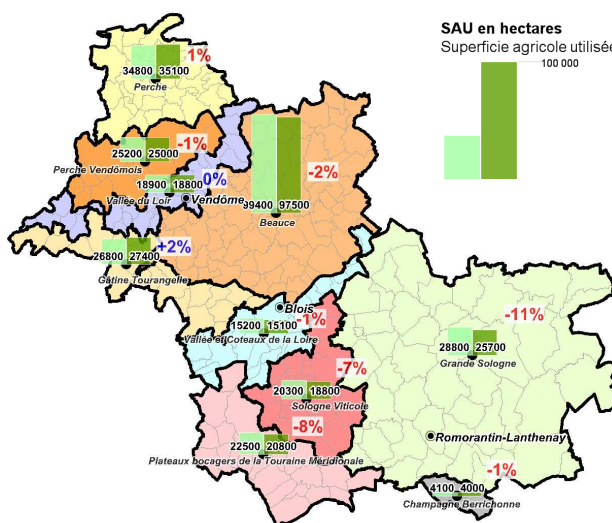 SAU en hectares
Superficie agricole utilisée
100 000
1%
34800 35100
Perche
25200 25000
-1%
Perche Vendômois
18900 18800
0%
Vallée du Loir
Vendôme
-2%
99400 97500
Beauce
+2%
26800 27400
Gâtine Tourangelle
Blois
15200 15100
-1%
Vallée et Coteaux de la Loire
-11%
28800 25700
Grande Sologne
-7%
20300 18800
Sologne Viticole
-8%
22500 20800
Plateaux bocagers de la Touraine Méridionale
Romorantin-Lanthenay
-1%
4100 4000
Champagne Berrichonne